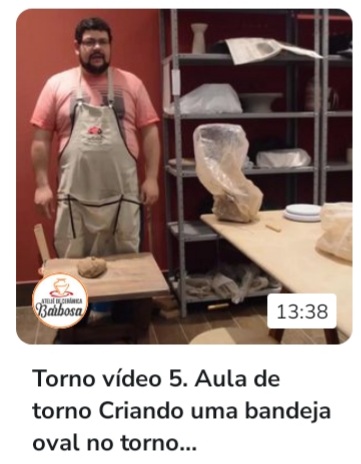 ATELIÊ DE CERÂMICA
Barbosa
13:38
Torno vídeo 5. Aula de
torno Criando uma bandeja
oval no torno...